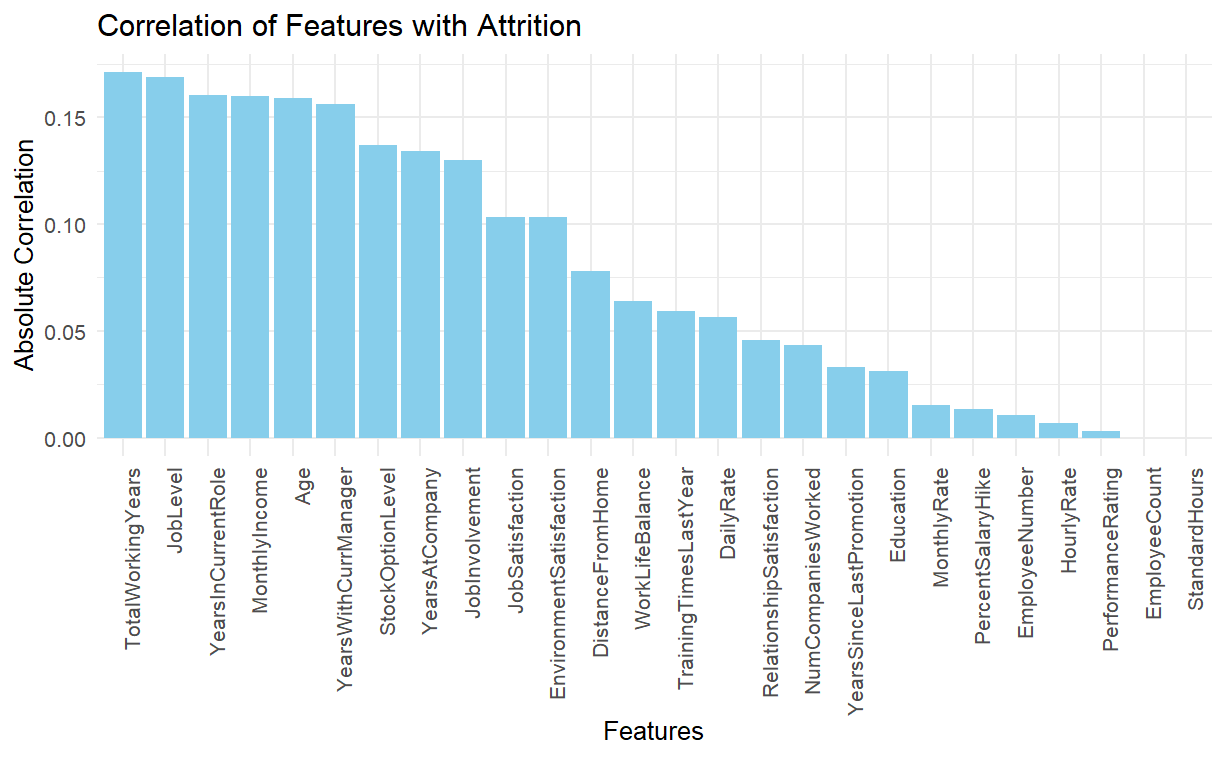 Correlation of Features with Attrition
Absolute Correlation
0.15
0.10
0.05
0.00
TotalWorkingYears
JobLevel
YearsInCurrentRole
MonthlyIncome
Age
YearsWithCurrManager
StockOptionLevel
YearsAtCompany
JobInvolvement
JobSatisfaction
EnvironmentSatisfaction
DistanceFromHome
WorkLifeBalance
TrainingTimesLastYear
DailyRate
RelationshipSatisfaction
NumCompaniesWorked
YearsSinceLastPromotion
Education
MonthlyRate
PercentSalaryHike
EmployeeNumber
HourlyRate
PerformanceRating
EmployeeCount
StandardHours
Features